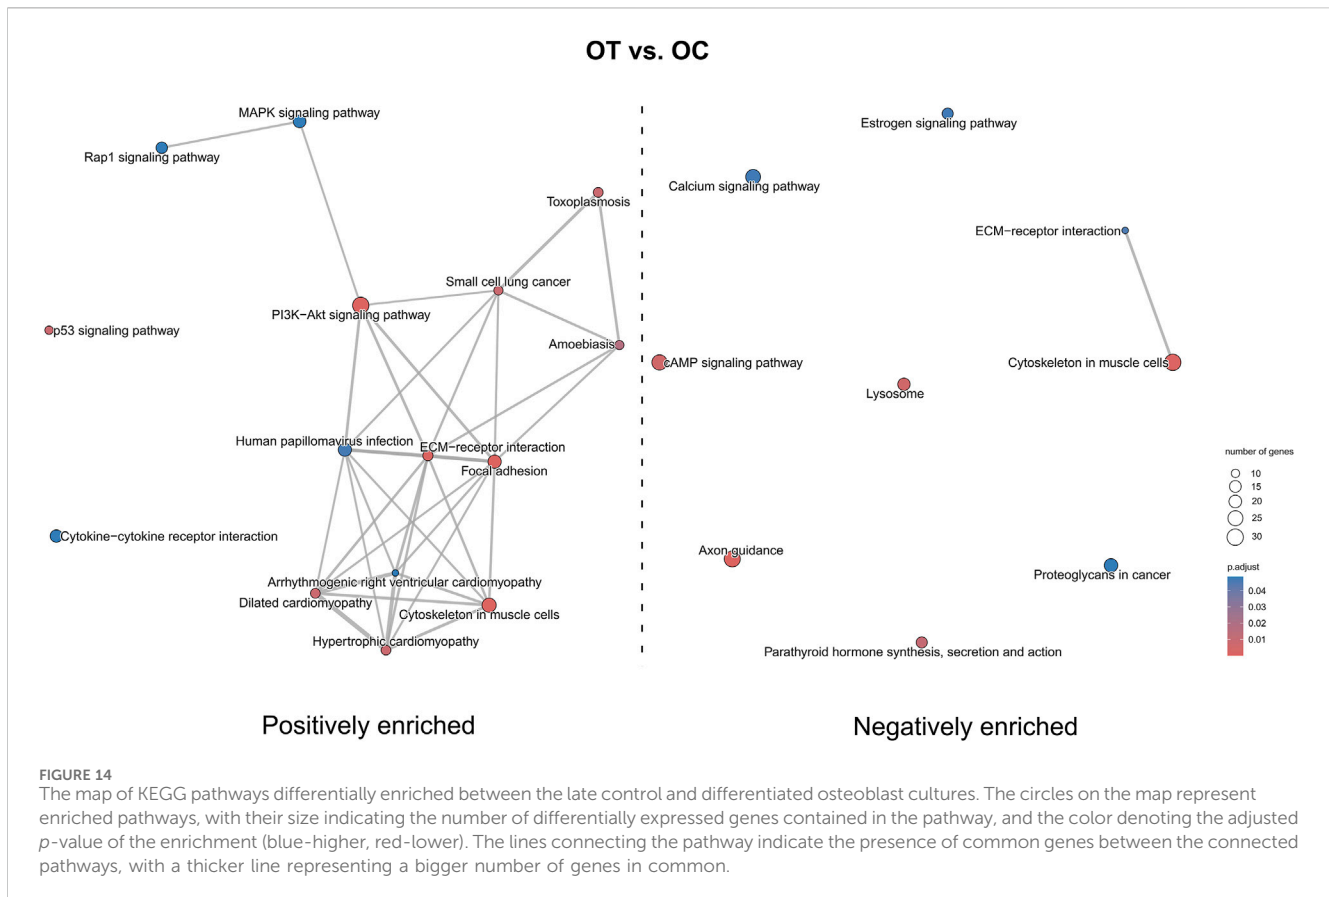 OT vs. OC
MAPK signaling pathway
Rap1 signaling pathway
Toxoplasmosis
Small cell lung cancer
PI3K−Akt signaling pathway
p53 signaling pathway
Amoebiasis
Human papillomavirus infection
ECM−receptor interaction
Focal adhesion
Cytokine−cytokine receptor interaction
Arrhythmogenic right ventricular cardiomyopathy
Dilated cardiomyopathy
Cytoskeleton in muscle cells
Hypertrophic cardiomyopathy
Positively enriched
Estrogen signaling pathway
Calcium signaling pathway
ECM−receptor interaction
cAMP signaling pathway
Cytoskeleton in muscle cells
Lysosome
Axon guidance
Proteoglycans in cancer
Parathyroid hormone synthesis, secretion and action
Negatively enriched
number of genes
10
15
20
25
30
p.adjust
0.04
0.03
0.02
0.01
FIGURE 14
The map of KEGG pathways differentially enriched between the late control and differentiated osteoblast cultures. The circles on the map represent
enriched pathways, with their size indicating the number of differentially expressed genes contained in the pathway, and the color denoting the adjusted
p-value of the enrichment (blue-higher, red-lower). The lines connecting the pathway indicate the presence of common genes between the connected
pathways, with a thicker line representing a bigger number of genes in common.